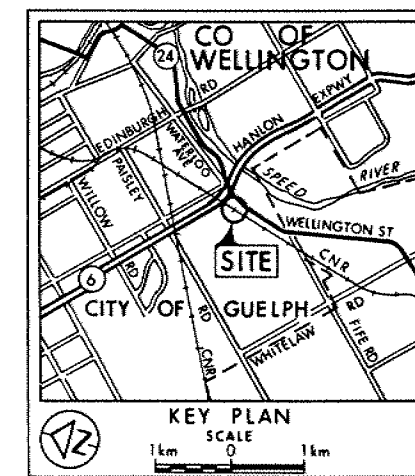 CO OF
WELLINGTON
24
RD
EDINBURGH
WATERLOO
AVE
HANLON
EXPWY
PAISLEY
WILLOW
SPEED
RIVER
WELLINGTON ST
SITE
CNR
6
RD
CITY OF GUELPH
RD
RD
FIFE RD
WHITELAW
CNR
KEY PLAN
SCALE
1km 0 1km
N